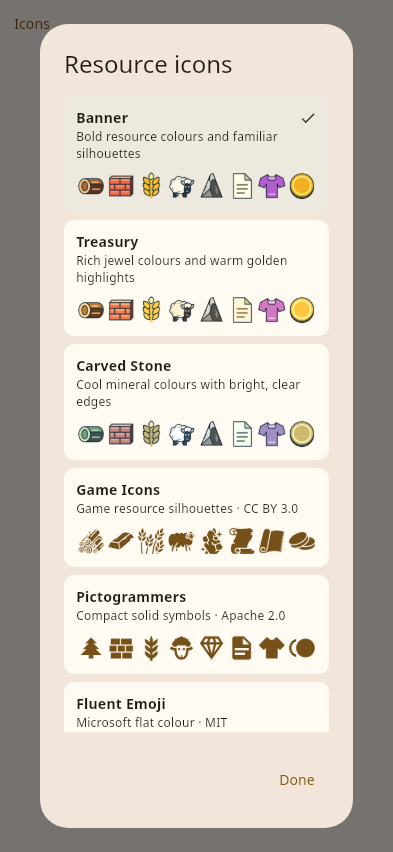 Icons
Resource icons
Banner
Bold resource colours and familiar
silhouettes
Treasury
Rich jewel colours and warm golden
highlights
Carved Stone
Cool mineral colours with bright, clear
edges
Game Icons
Game resource silhouettes · CC BY 3.0
Pictogrammers
Compact solid symbols · Apache 2.0
Fluent Emoji
Microsoft flat colour · MIT
Done